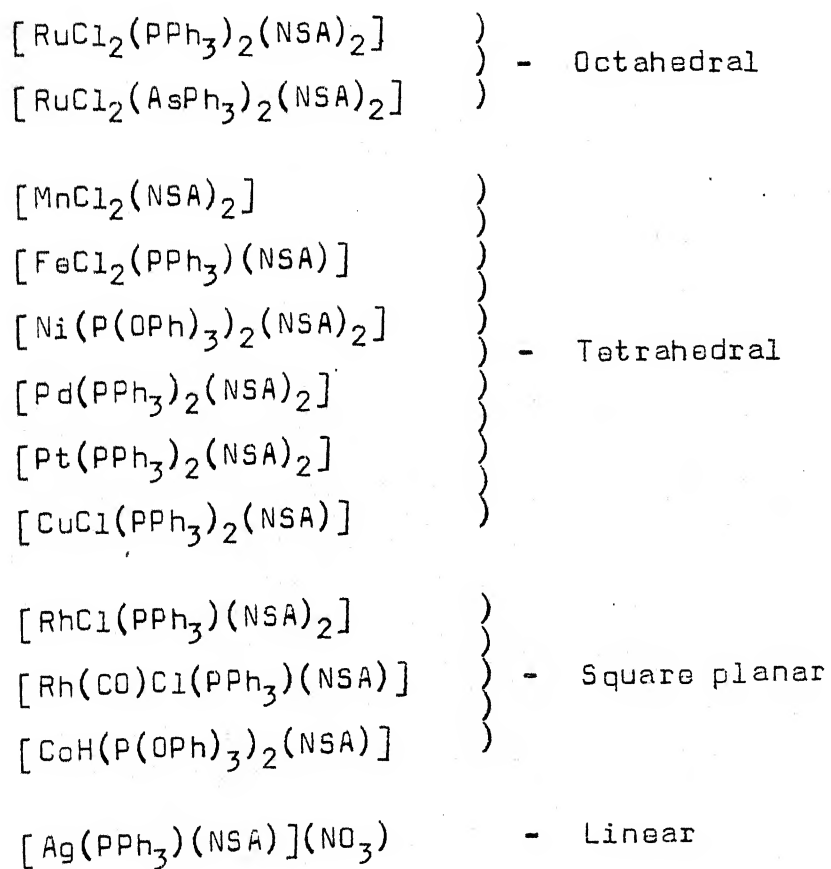 [RuCl₂(PPh₃)₂(NSA)₂] ) - Octahedral
[RuCl₂(AsPh₃)₂(NSA)₂]
[MnCl₂(NSA)₂]
[FeCl₂(PPh₃)(NSA)]
[Ni(P(OPh)₃)₂(NSA)₂] ) - Tetrahedral
[Pd(PPh₃)₂(NSA)₂]
[Pt(PPh₃)₂(NSA)₂]
[CuCl(PPh₃)₂(NSA)]
[RhCl(PPh₃)(NSA)₂]
[Rh(CO)Cl(PPh₃)(NSA)] ) - Square planar
[CoH(P(OPh)₃)₂(NSA)]
[Ag(PPh₃)(NSA)](NO₃) - Linear